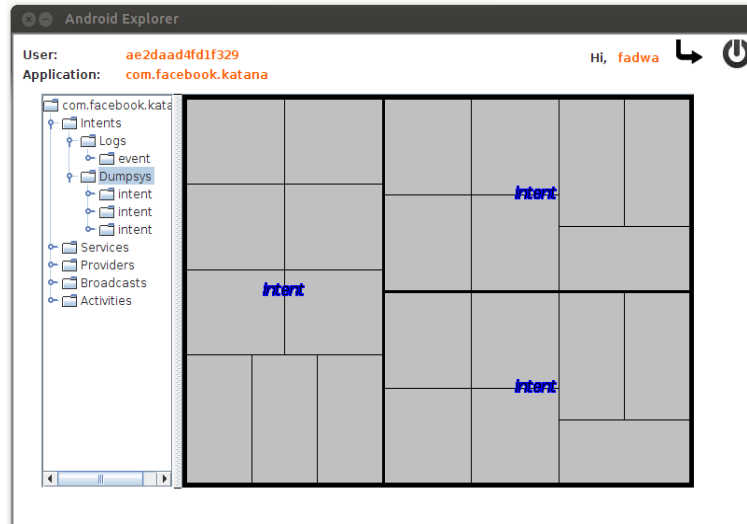 Android Explorer
User: ae2daad4fd1f329
Hi, fadwa
Application: com.facebook.katana
com.facebook.kata
Intents
Logs
event
Dumpsys
intent
intent
intent
Services
Providers
Broadcasts
Activities
Intent
Intent
Intent